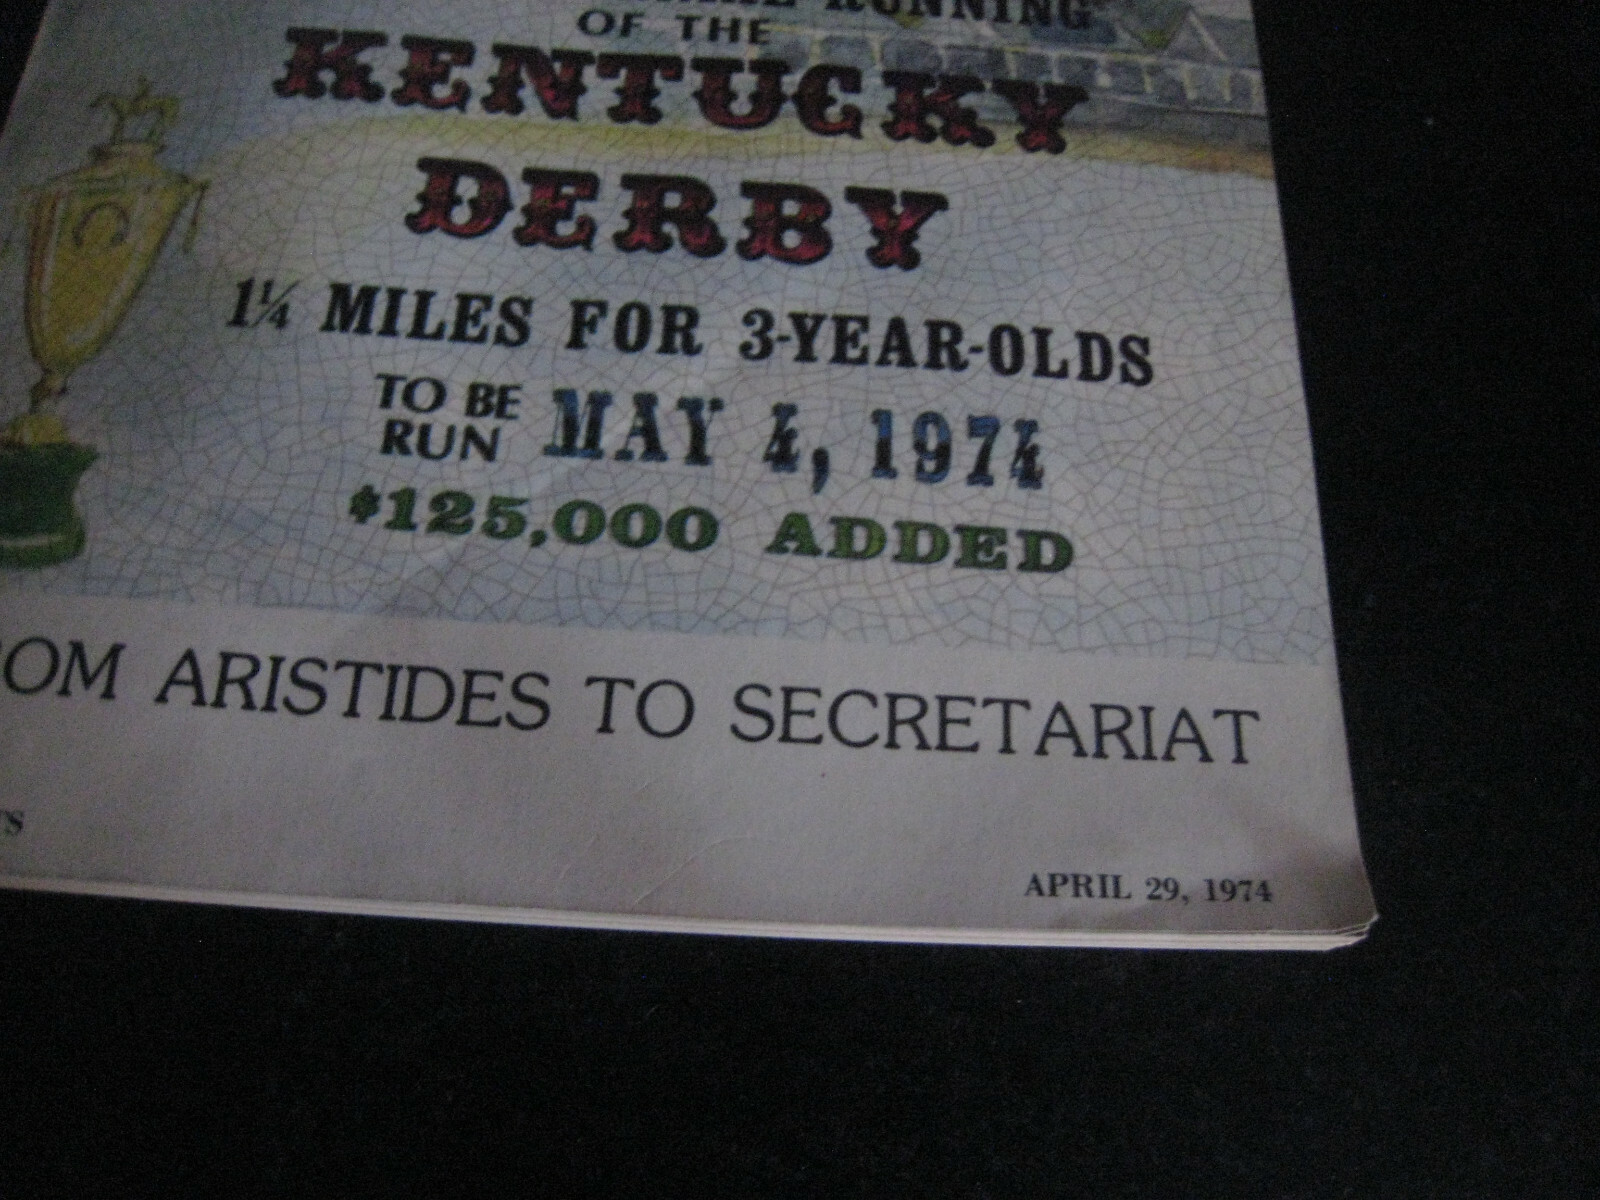 RUNNING
OF THE
KENTUCKY
DERBY
1¼ MILES FOR 3-YEAR-OLDS
TO BE
RUN MAY 4, 1974
$125,000 ADDED
OM ARISTIDES TO SECRETARIAT
APRIL 29, 1974